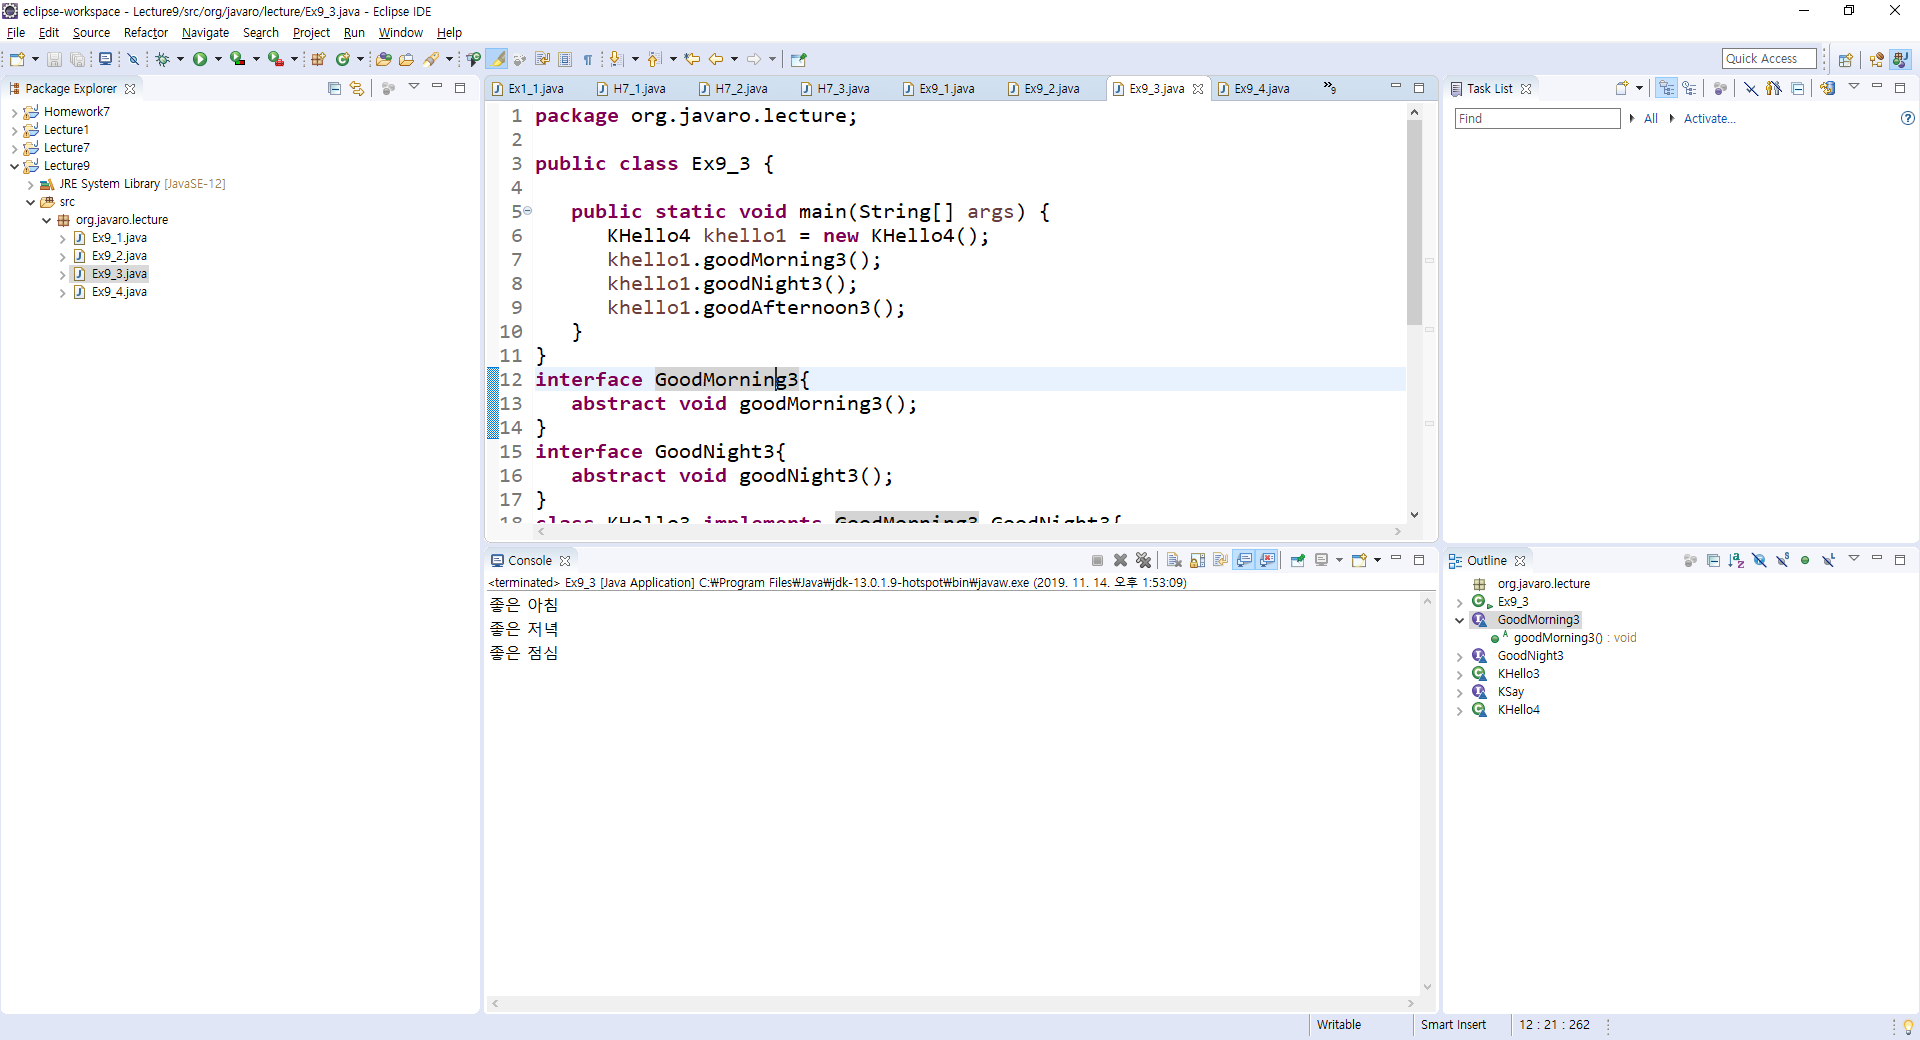 eclipse-workspace - Lecture9/src/org/javaro/lecture/Ex9_3.java - Eclipse IDE
File Edit Source Refactor Navigate Search Project Run Window Help
Quick Access
Package Explorer
Homework7
Lecture1
Lecture7
Lecture9
JRE System Library [JavaSE-12]
src
org.javaro.lecture
Ex9_1.java
Ex9_2.java
Ex9_3.java
Ex9_4.java
Ex1_1.java H7_1.java H7_2.java H7_3.java Ex9_1.java Ex9_2.java Ex9_3.java Ex9_4.java »9
1 package org.javaro.lecture;
2
3 public class Ex9_3 {
4
5 public static void main(String[] args) {
6 KHello4 khello1 = new KHello4();
7 khello1.goodMorning3();
8 khello1.goodNight3();
9 khello1.goodAfternoon3();
10 }
11 }
12 interface GoodMorning3{
13 abstract void goodMorning3();
14 }
15 interface GoodNight3{
16 abstract void goodNight3();
17 }
18 class KHello3 implements GoodMorning3,GoodNight3{
Console
<terminated> Ex9_3 [Java Application] C:₩Program Files₩Java₩jdk-13.0.1.9-hotspot₩bin₩javaw.exe (2019. 11. 14. 오후 1:53:09)
좋은 아침
좋은 저녁
좋은 점심
Task List
Find All Activate...
Outline
org.javaro.lecture
Ex9_3
GoodMorning3
goodMorning3() : void
GoodNight3
KHello3
KSay
KHello4
Writable Smart Insert 12 : 21 : 262